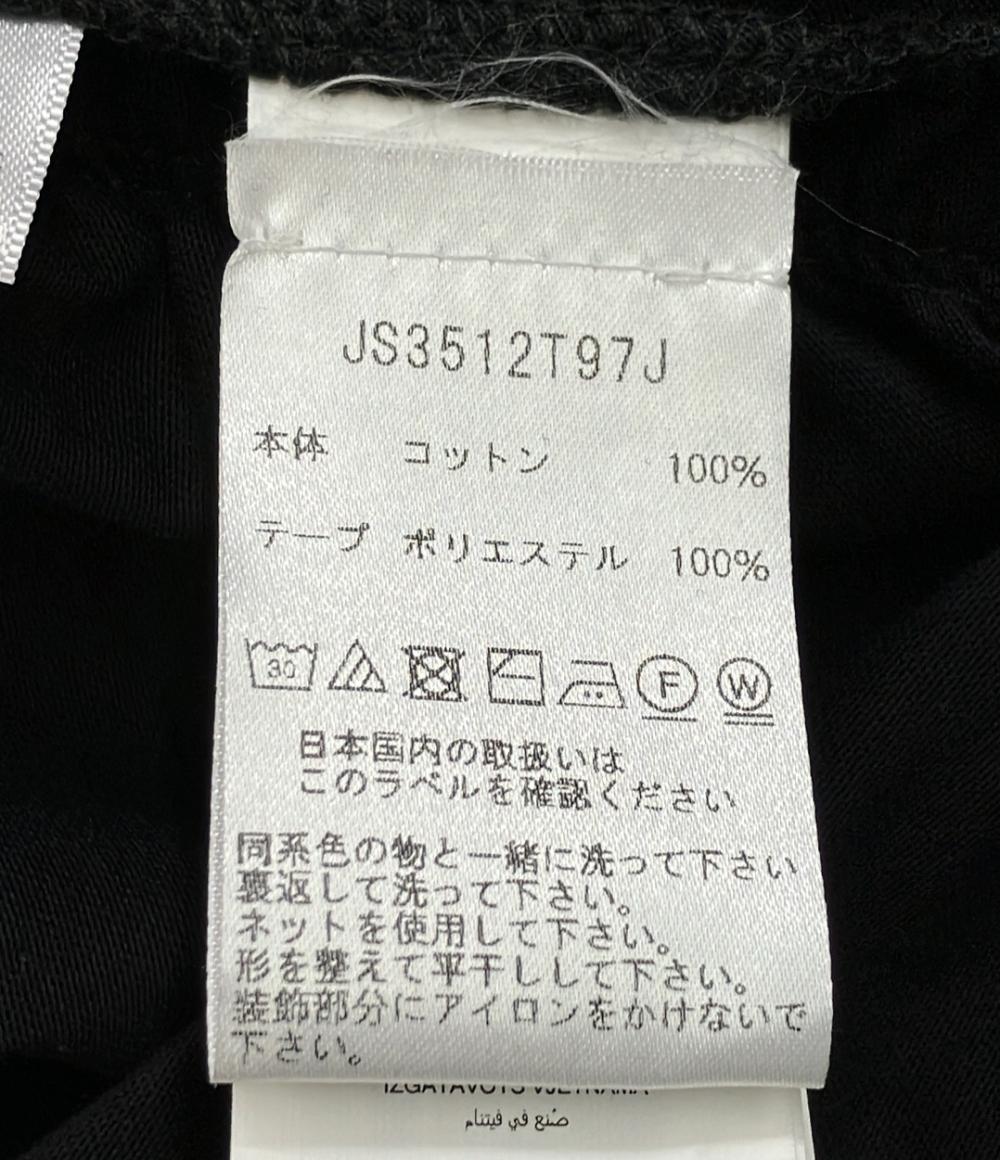 JS3512T97J
本体 コットン 100%
テープ ポリエステル 100%
30 F W
日本国内の取扱いは
このラベルを確認ください
同系色の物と一緒に洗って下さい
裏返して洗って下さい。
ネットを使用して下さい。
形を整えて平干しして下さい。
装飾部分にアイロンをかけないで
下さい。
IZGATAVOTS VJETNAMĀ
صنع في فيتنام